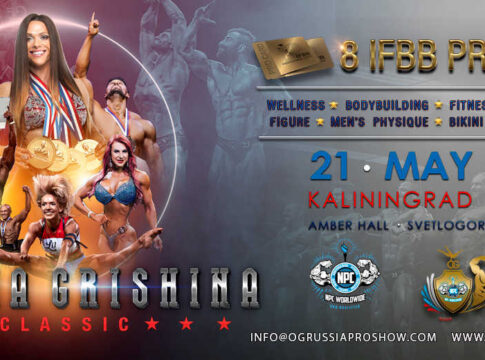 8 IFBB PR
WELLNESS ★ BODYBUILDING ★ FITNES
FIGURE ★ MEN'S PHYSIQUE ★ BIKINI
21 • MAY
KALININGRAD
AMBER HALL • SVETLOGOR
A GRISHINA
CLASSIC ★ ★ ★
NPC
NPC WORLDWIDE
INFO@OGRUSSIAPROSHOW.COM
WWW.